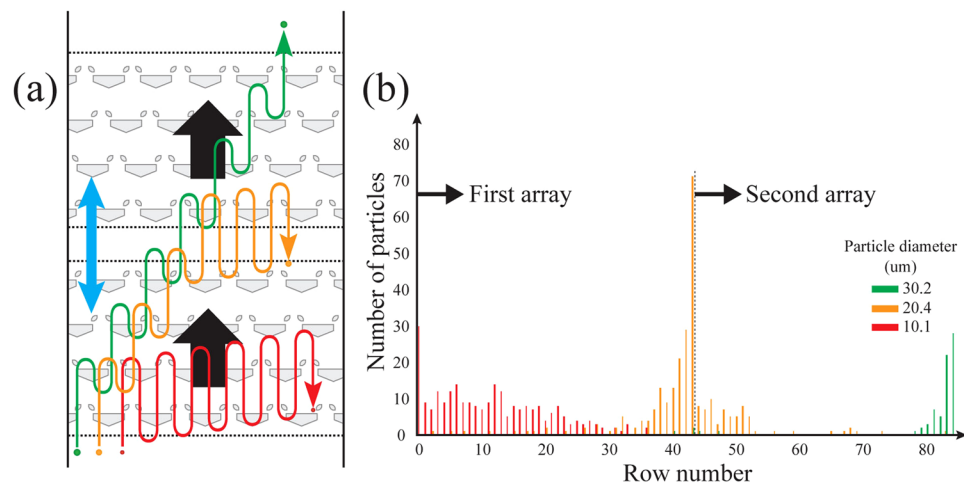 (a)
(b)
Number of particles
80
70
60
50
40
30
20
10
0
First array
Second array
Particle diameter
(um)
30.2
20.4
10.1
0 10 20 30 40 50 60 70 80
Row number